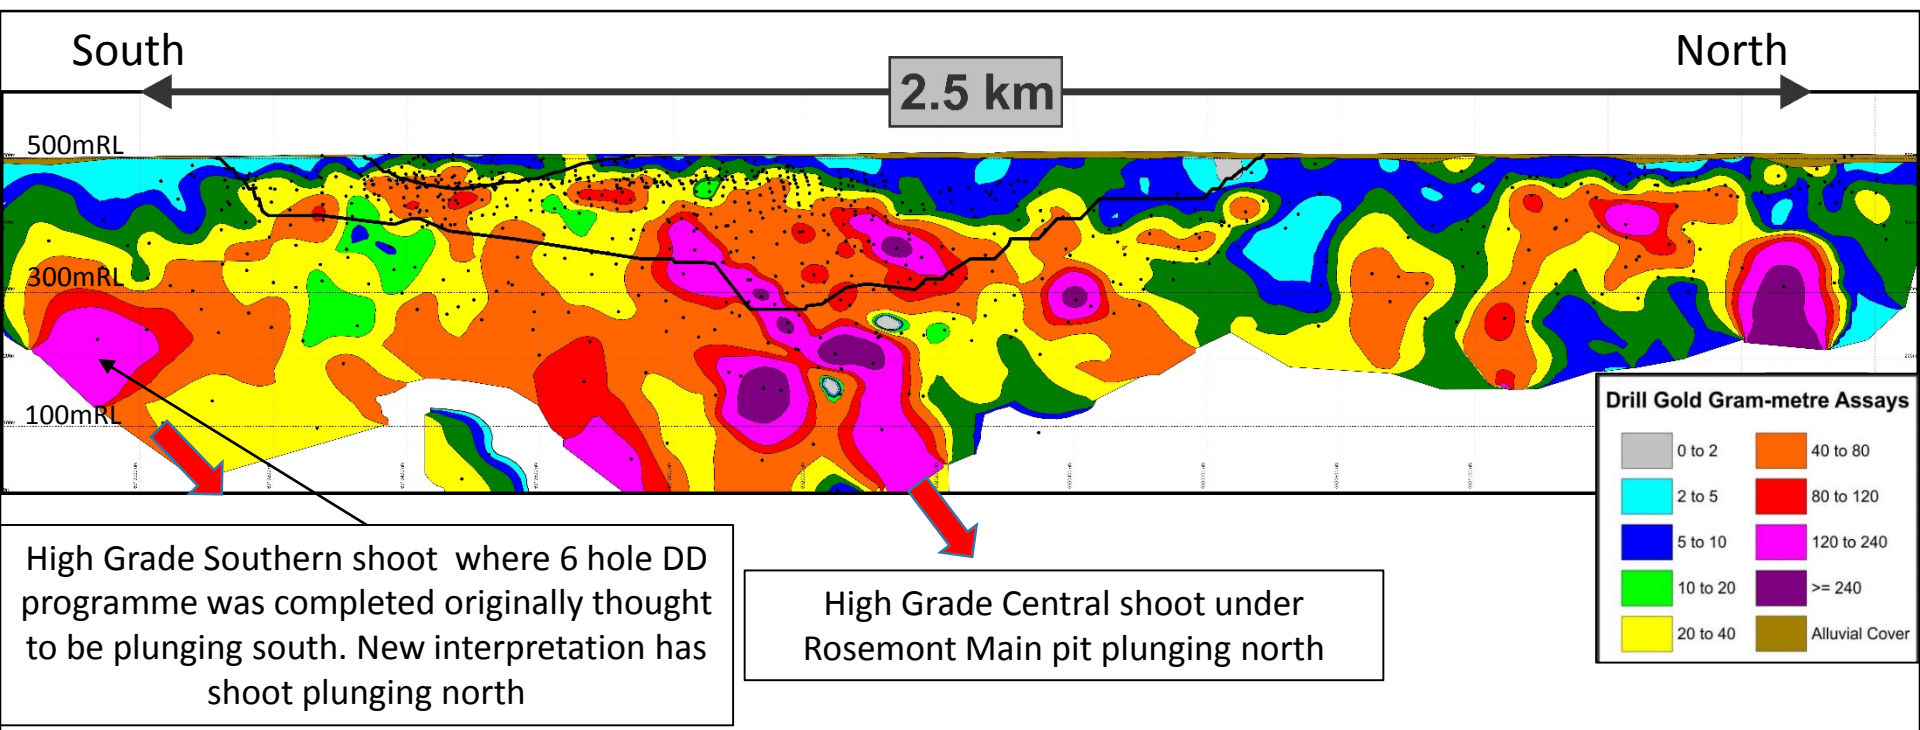 South
North
2.5 km
500mRL
300mRL
100mRL
Drill Gold Gram-metre Assays
0 to 2
40 to 80
2 to 5
80 to 120
5 to 10
120 to 240
10 to 20
>= 240
20 to 40
Alluvial Cover
High Grade Southern shoot where 6 hole DD
programme was completed originally thought
to be plunging south. New interpretation has
shoot plunging north
High Grade Central shoot under
Rosemont Main pit plunging north